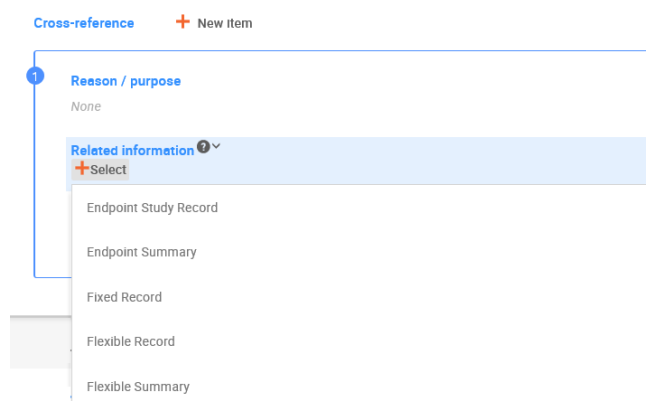 Cross-reference + New item
1
Reason / purpose
None
Related information ?
+Select
Endpoint Study Record
Endpoint Summary
Fixed Record
Flexible Record
Flexible Summary